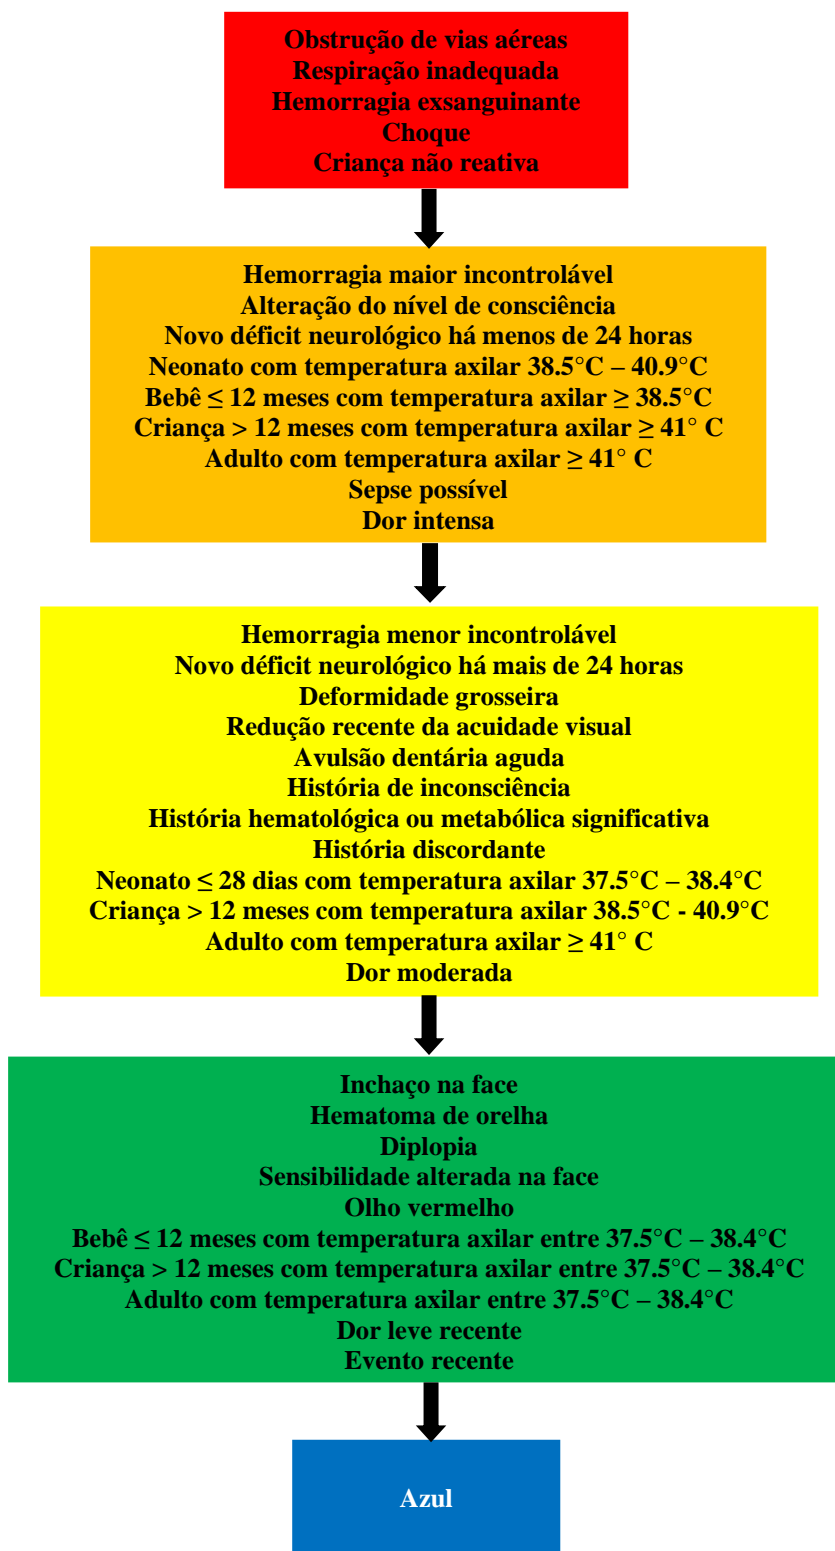 Obstrução de vias aéreas
Respiração inadequada
Hemorragia exsanguinante
Choque
Criança não reativa
Hemorragia maior incontrolável
Alteração do nível de consciência
Novo déficit neurológico há menos de 24 horas
Neonato com temperatura axilar 38.5°C – 40.9°C
Bebê ≤ 12 meses com temperatura axilar ≥ 38.5°C
Criança > 12 meses com temperatura axilar ≥ 41° C
Adulto com temperatura axilar ≥ 41° C
Sepse possível
Dor intensa
Hemorragia menor incontrolável
Novo déficit neurológico há mais de 24 horas
Deformidade grosseira
Redução recente da acuidade visual
Avulsão dentária aguda
História de inconsciência
História hematológica ou metabólica significativa
História discordante
Neonato ≤ 28 dias com temperatura axilar 37.5°C – 38.4°C
Criança > 12 meses com temperatura axilar 38.5°C - 40.9°C
Adulto com temperatura axilar ≥ 41° C
Dor moderada
Inchaço na face
Hematoma de orelha
Diplopia
Sensibilidade alterada na face
Olho vermelho
Bebê ≤ 12 meses com temperatura axilar entre 37.5°C – 38.4°C
Criança > 12 meses com temperatura axilar entre 37.5°C – 38.4°C
Adulto com temperatura axilar entre 37.5°C – 38.4°C
Dor leve recente
Evento recente
Azul